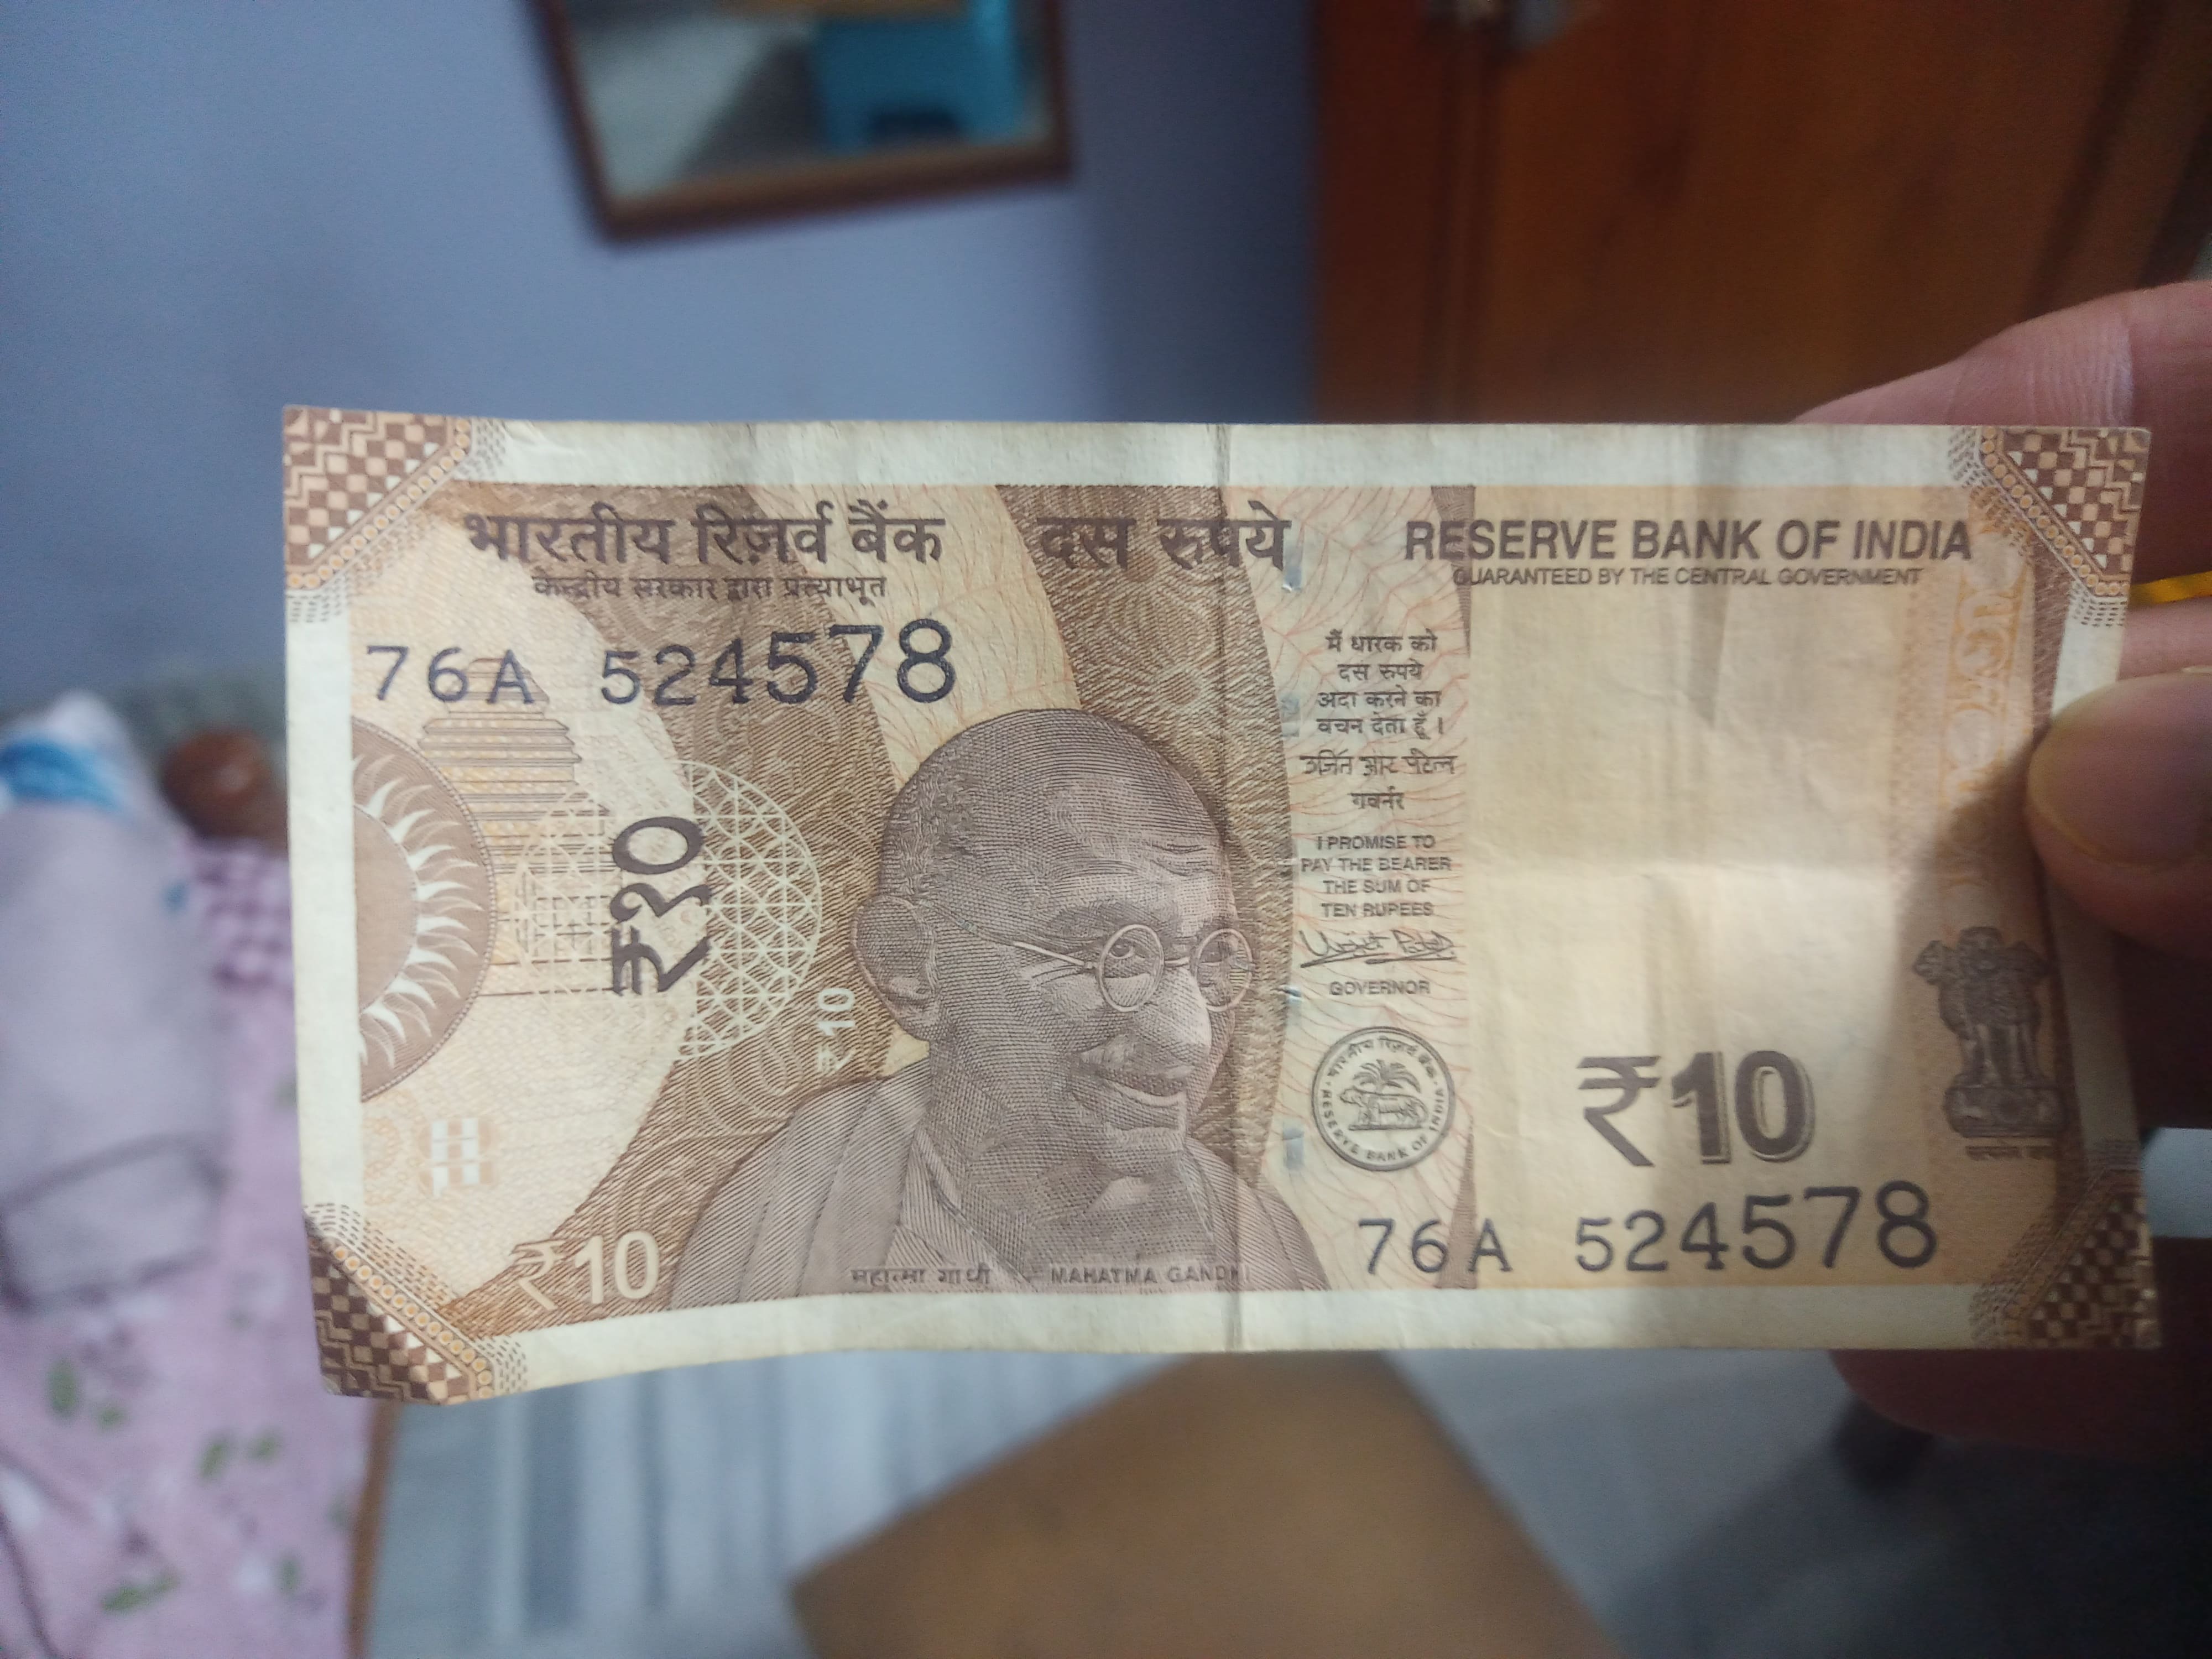 भारतीय रिज़र्व बैंक
केन्द्रीय सरकार द्वारा प्रत्याभूत
दस रुपये
RESERVE BANK OF INDIA
GUARANTEED BY THE CENTRAL GOVERNMENT
76A 524578
मैं धारक को
दस रुपये
अदा करने का
वचन देता हूँ ।
उर्जित आर पटेल
गवर्नर
I PROMISE TO
PAY THE BEARER
THE SUM OF
TEN RUPEES
Urjit Patel
GOVERNOR
₹१०
₹10
भारतीय रिज़र्व बैंक
RESERVE BANK OF INDIA
₹10
₹10
महात्मा गांधी MAHATMA GANDHI
76A 524578